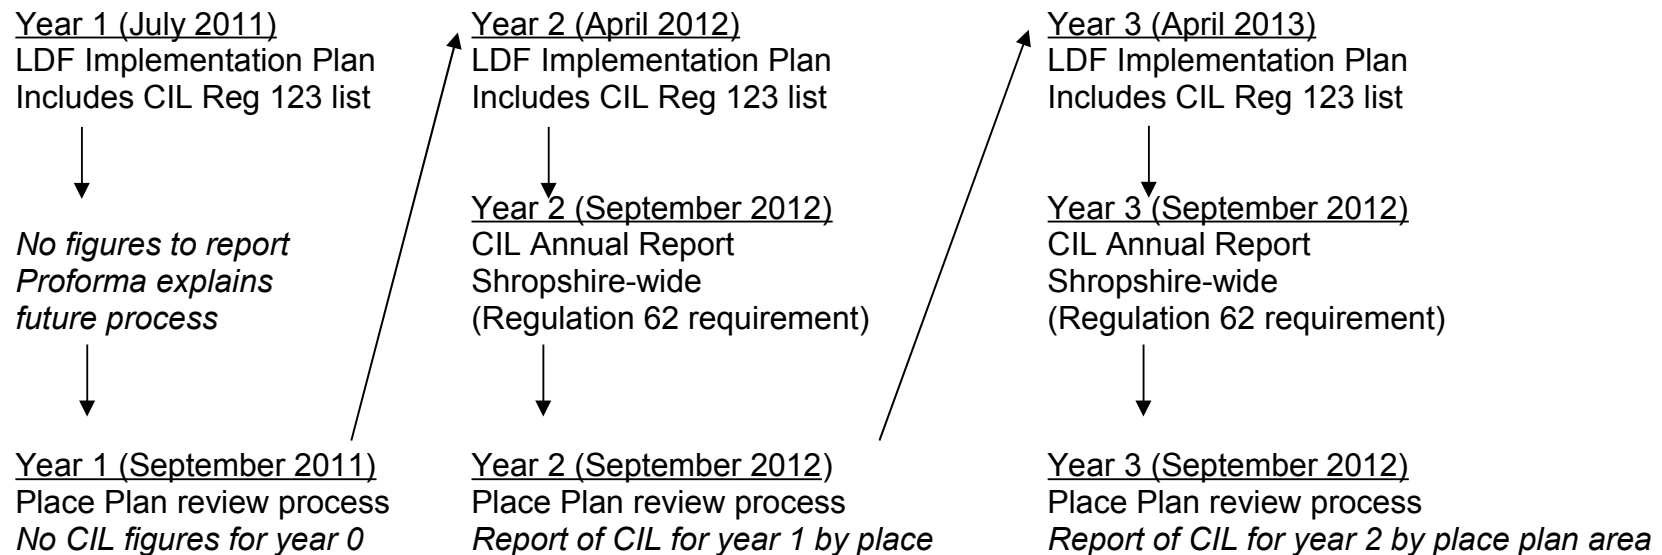 Year 1 (July 2011)
LDF Implementation Plan
Includes CIL Reg 123 list
No figures to report
Proforma explains
future process
Year 1 (September 2011)
Place Plan review process
No CIL figures for year 0
Year 2 (April 2012)
LDF Implementation Plan
Includes CIL Reg 123 list
Year 2 (September 2012)
CIL Annual Report
Shropshire-wide
(Regulation 62 requirement)
Year 2 (September 2012)
Place Plan review process
Report of CIL for year 1 by place
Year 3 (April 2013)
LDF Implementation Plan
Includes CIL Reg 123 list
Year 3 (September 2012)
CIL Annual Report
Shropshire-wide
(Regulation 62 requirement)
Year 3 (September 2012)
Place Plan review process
Report of CIL for year 2 by place plan area